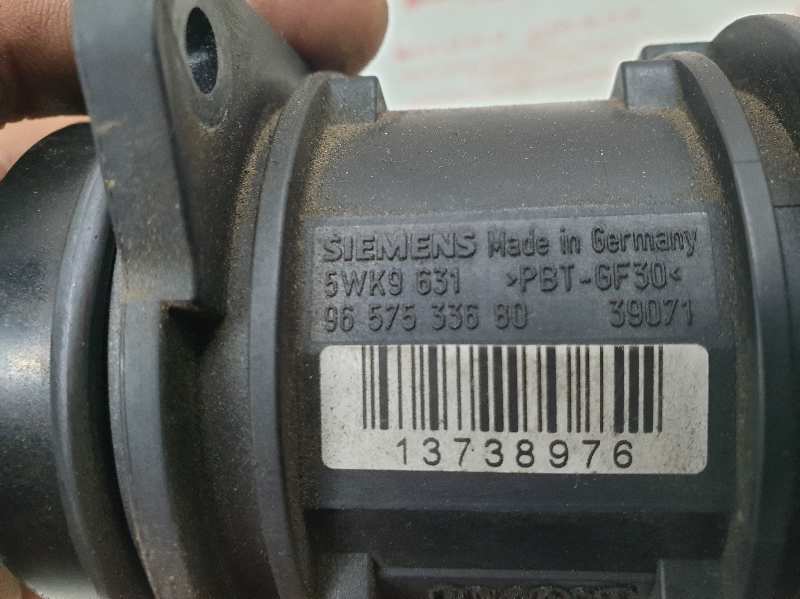 SIEMENS Made in Germany
5WK9 631 >PBT-GF30<
96 575 336 80 39071
13738976